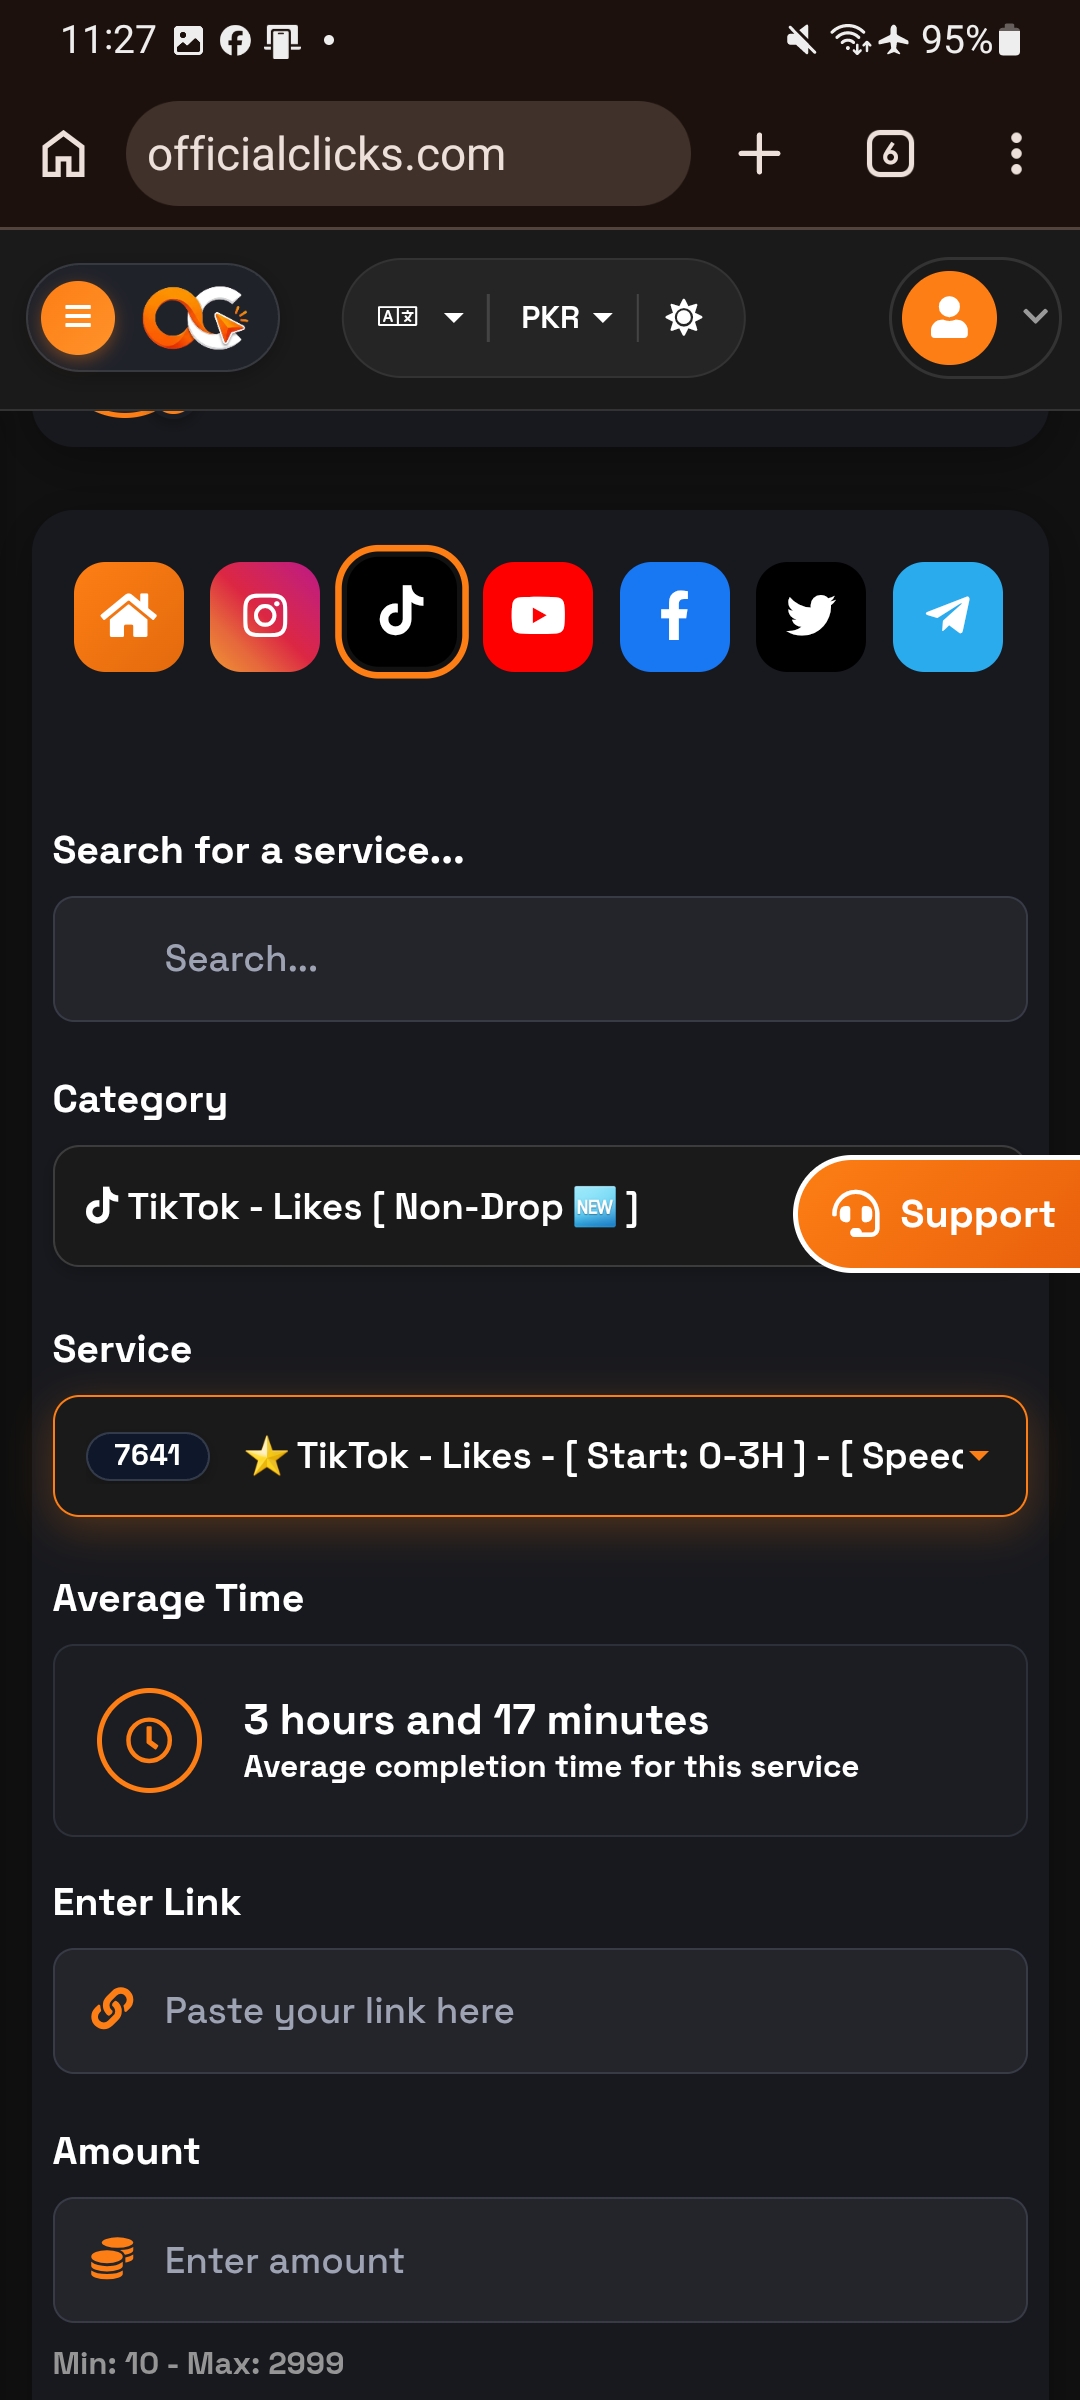 11:27
95%
officialclicks.com
6
PKR
Search for a service...
Search...
Category
TikTok - Likes [ Non-Drop NEW ]
Support
Service
7641 ⭐ TikTok - Likes - [ Start: 0-3H ] - [ Speed
Average Time
3 hours and 17 minutes
Average completion time for this service
Enter Link
Paste your link here
Amount
Enter amount
Min: 10 - Max: 2999